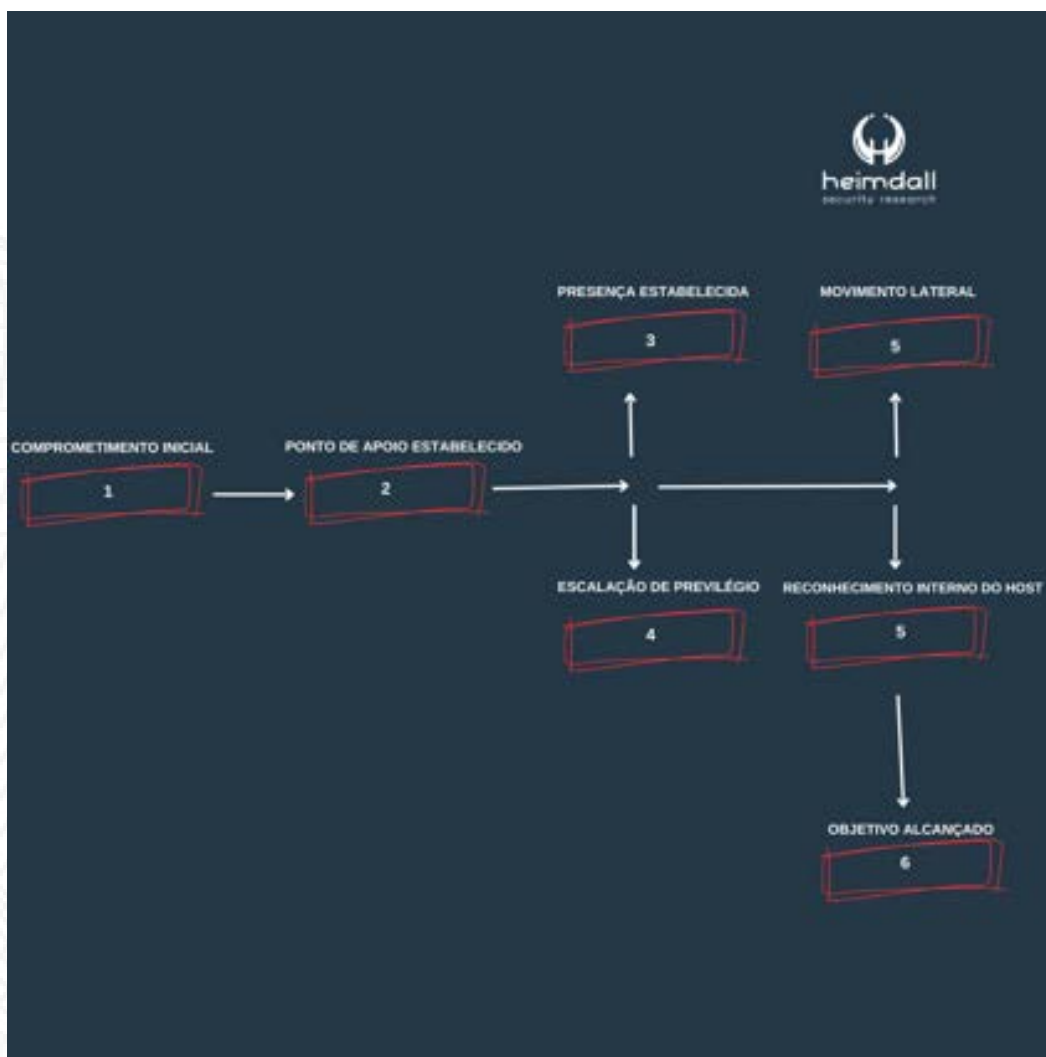 heimdall
security research
PRESENÇA ESTABELECIDA
3
MOVIMENTO LATERAL
5
COMPROMETIMENTO INICIAL
1
PONTO DE APOIO ESTABELECIDO
2
ESCALAÇÃO DE PREVILÉGIO
4
RECONHECIMENTO INTERNO DO HOST
5
OBJETIVO ALCANÇADO
6